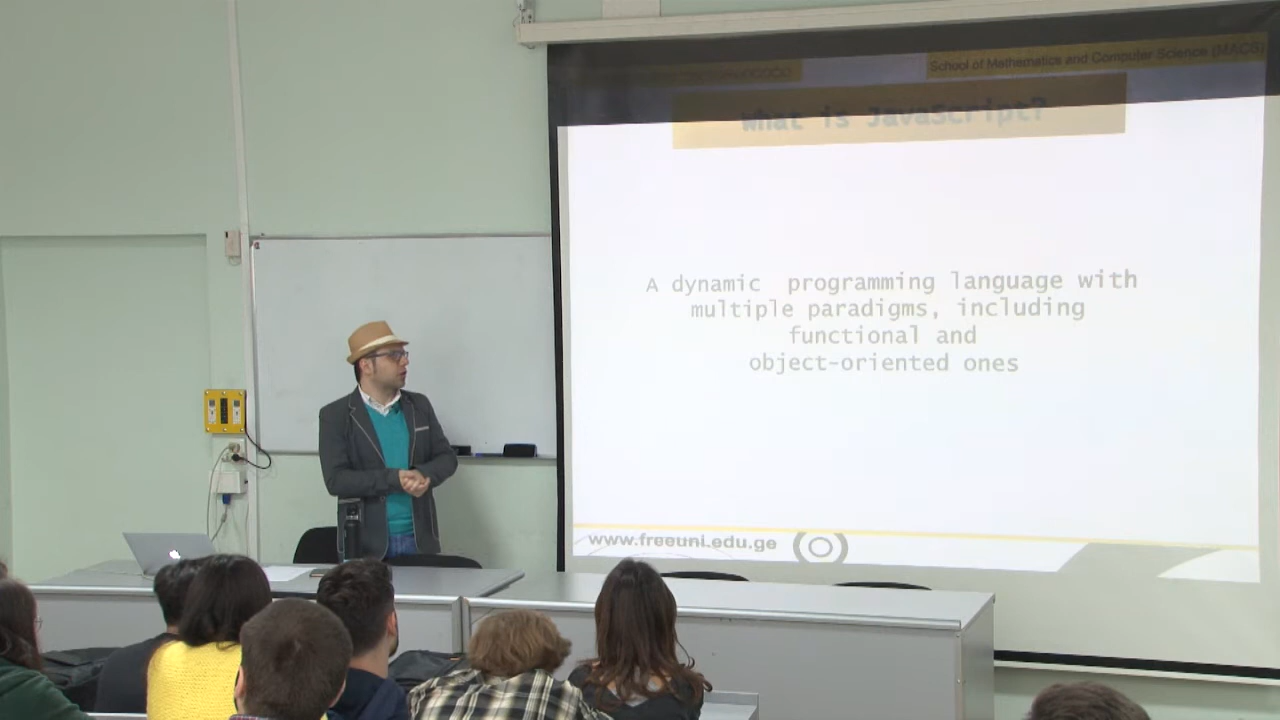 School of Mathematics and Computer Science (MACS)
What is JavaScript?
A dynamic  programming language with
multiple paradigms, including
functional and
object-oriented ones
www.freeuni.edu.ge